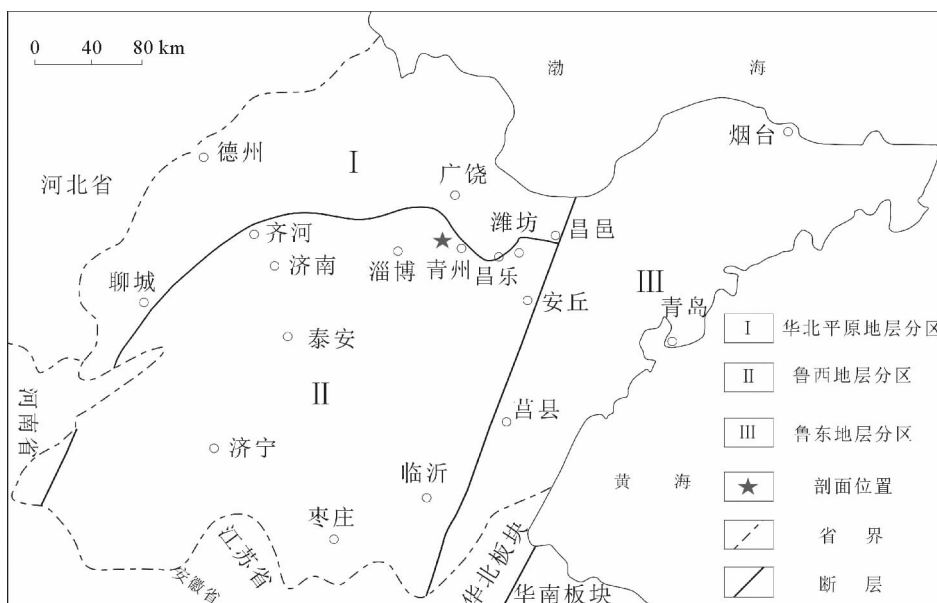 0 40 80 km
渤 海
烟台
德州
I
河北省
广饶
潍坊
昌邑
齐河
济南
淄博
青州
昌乐
III
聊城
安丘
青岛
泰安
I 华北平原地层分区
II
II 鲁西地层分区
河南省
莒县
III 鲁东地层分区
济宁
临沂
黄 海
剖面位置
枣庄
省 界
江苏省
安徽省
华北板块
华南板块
断 层